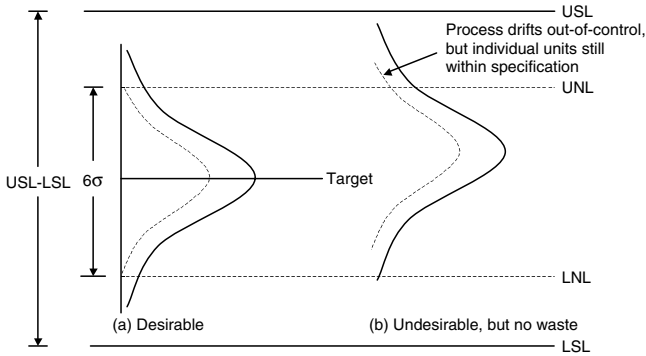 USL
Process drifts out-of-control,
but individual units still
within specification
UNL
USL-LSL
6σ
Target
LNL
(a) Desirable
(b) Undesirable, but no waste
LSL